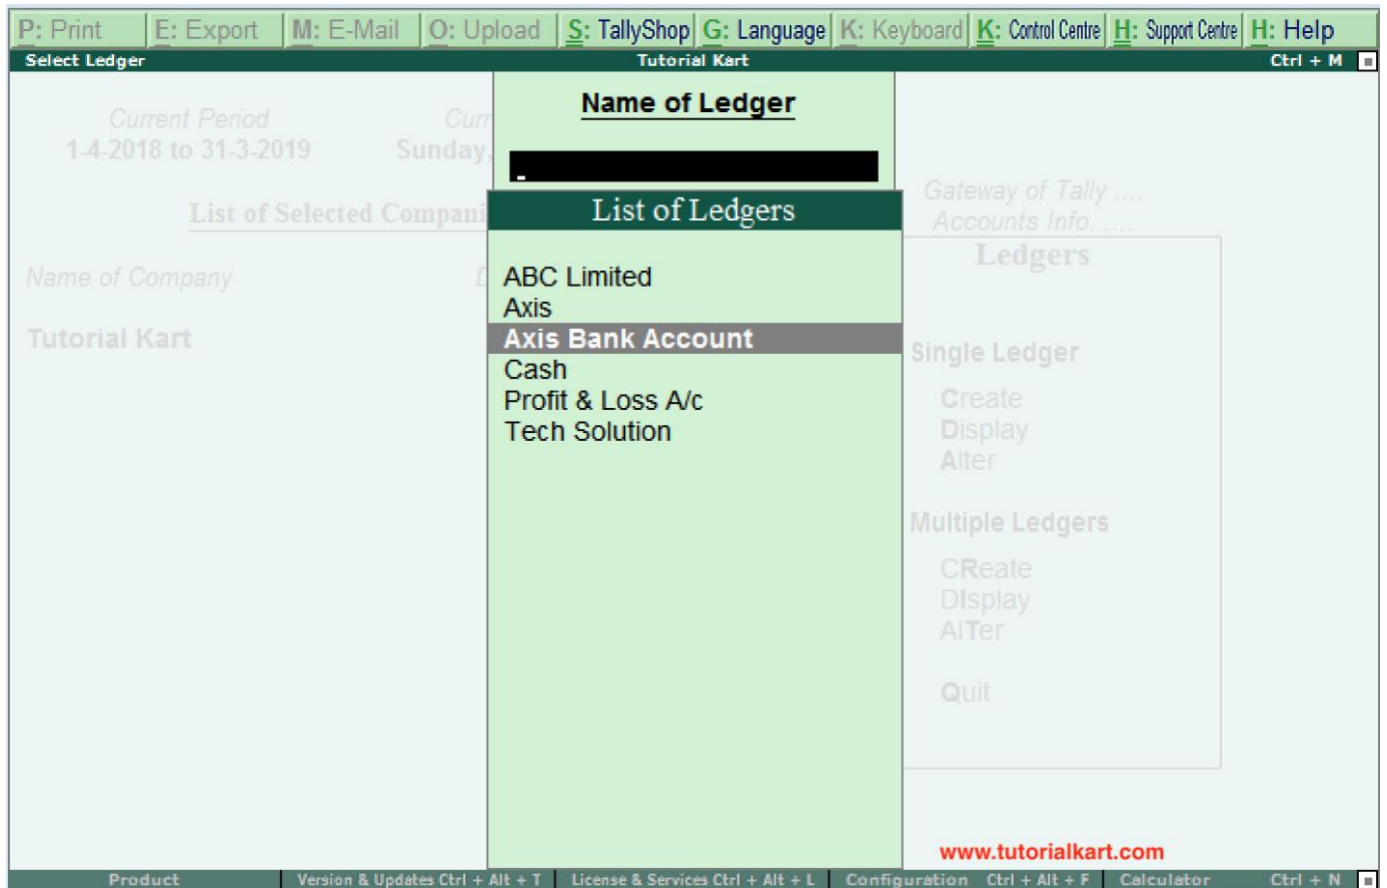 P: Print E: Export M: E-Mail O: Upload S: TallyShop G: Language K: Keyboard K: Control Centre H: Support Centre H: Help
Select Ledger Tutorial Kart Ctrl + M
Name of Ledger
Current Period Curr
1-4-2018 to 31-3-2019 Sunday,
List of Selected Compani
Name of Company D
Tutorial Kart
List of Ledgers
ABC Limited
Axis
Axis Bank Account
Cash
Profit & Loss A/c
Tech Solution
Gateway of Tally ....
Accounts Info. ....
Ledgers
Single Ledger
Create
Display
Alter
Multiple Ledgers
CReate
DIsplay
AlTer
Quit
www.tutorialkart.com
Product Version & Updates Ctrl + Alt + T License & Services Ctrl + Alt + L Configuration Ctrl + Alt + F Calculator Ctrl + N